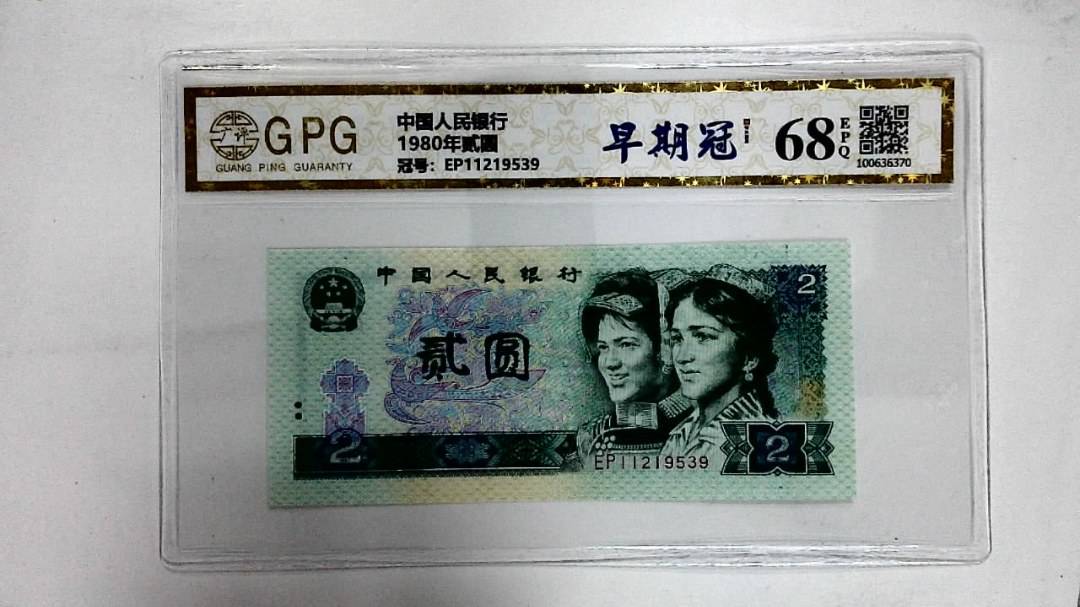 广评
GPG
GUANG PING GUARANTY
中国人民银行
1980年贰圆
冠号：EP11219539
早期冠
68
EPQ
100636370
中国人民银行
2
贰圆
2
EP11219539
2